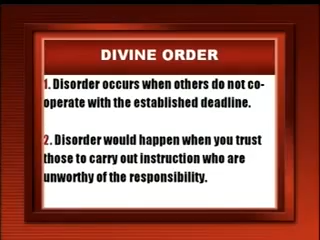 DIVINE ORDER
1. Disorder occurs when others do not co-
operate with the established deadline.
2. Disorder would happen when you trust
those to carry out instruction who are
unworthy of the responsibility.